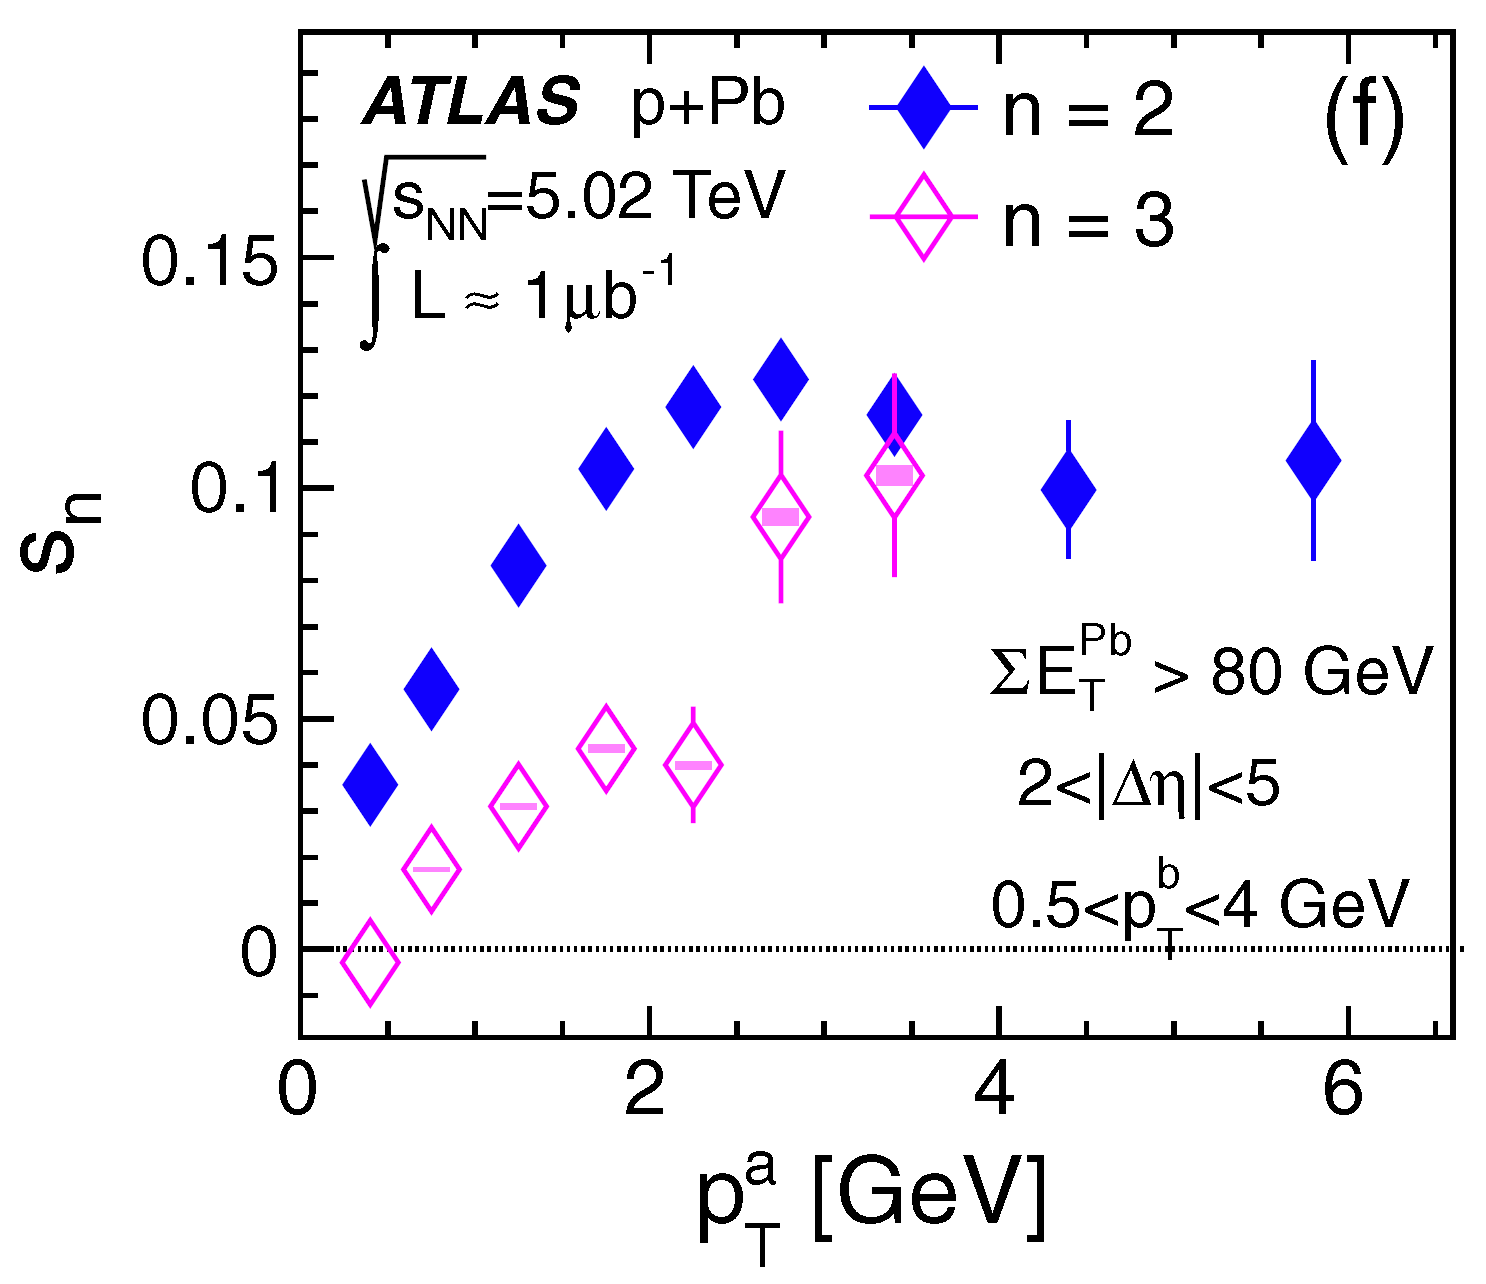 ATLAS p+Pb
√sNN=5.02 TeV
∫ L ≈ 1μb-1
n = 2
n = 3
(f)
0.15
0.1
0.05
0
sn
ΣETPb > 80 GeV
2<|Δη|<5
0.5<pTb<4 GeV
0 2 4 6
pTa [GeV]